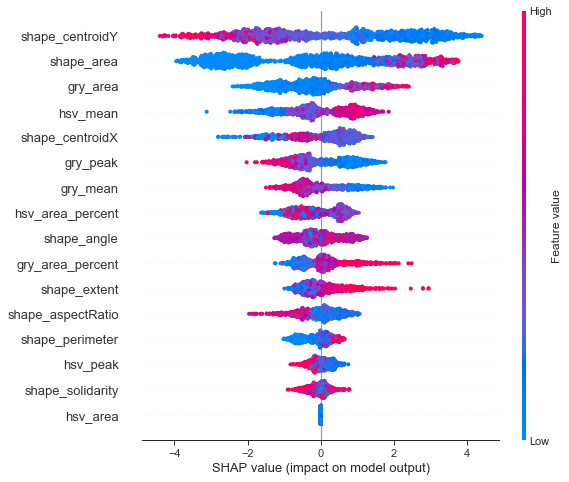 High
shape_centroidY
shape_area
gry_area
hsv_mean
shape_centroidX
gry_peak
gry_mean
hsv_area_percent
shape_angle
gry_area_percent
shape_extent
shape_aspectRatio
shape_perimeter
hsv_peak
shape_solidarity
hsv_area
Feature value
Low
−4 −2 0 2 4
SHAP value (impact on model output)